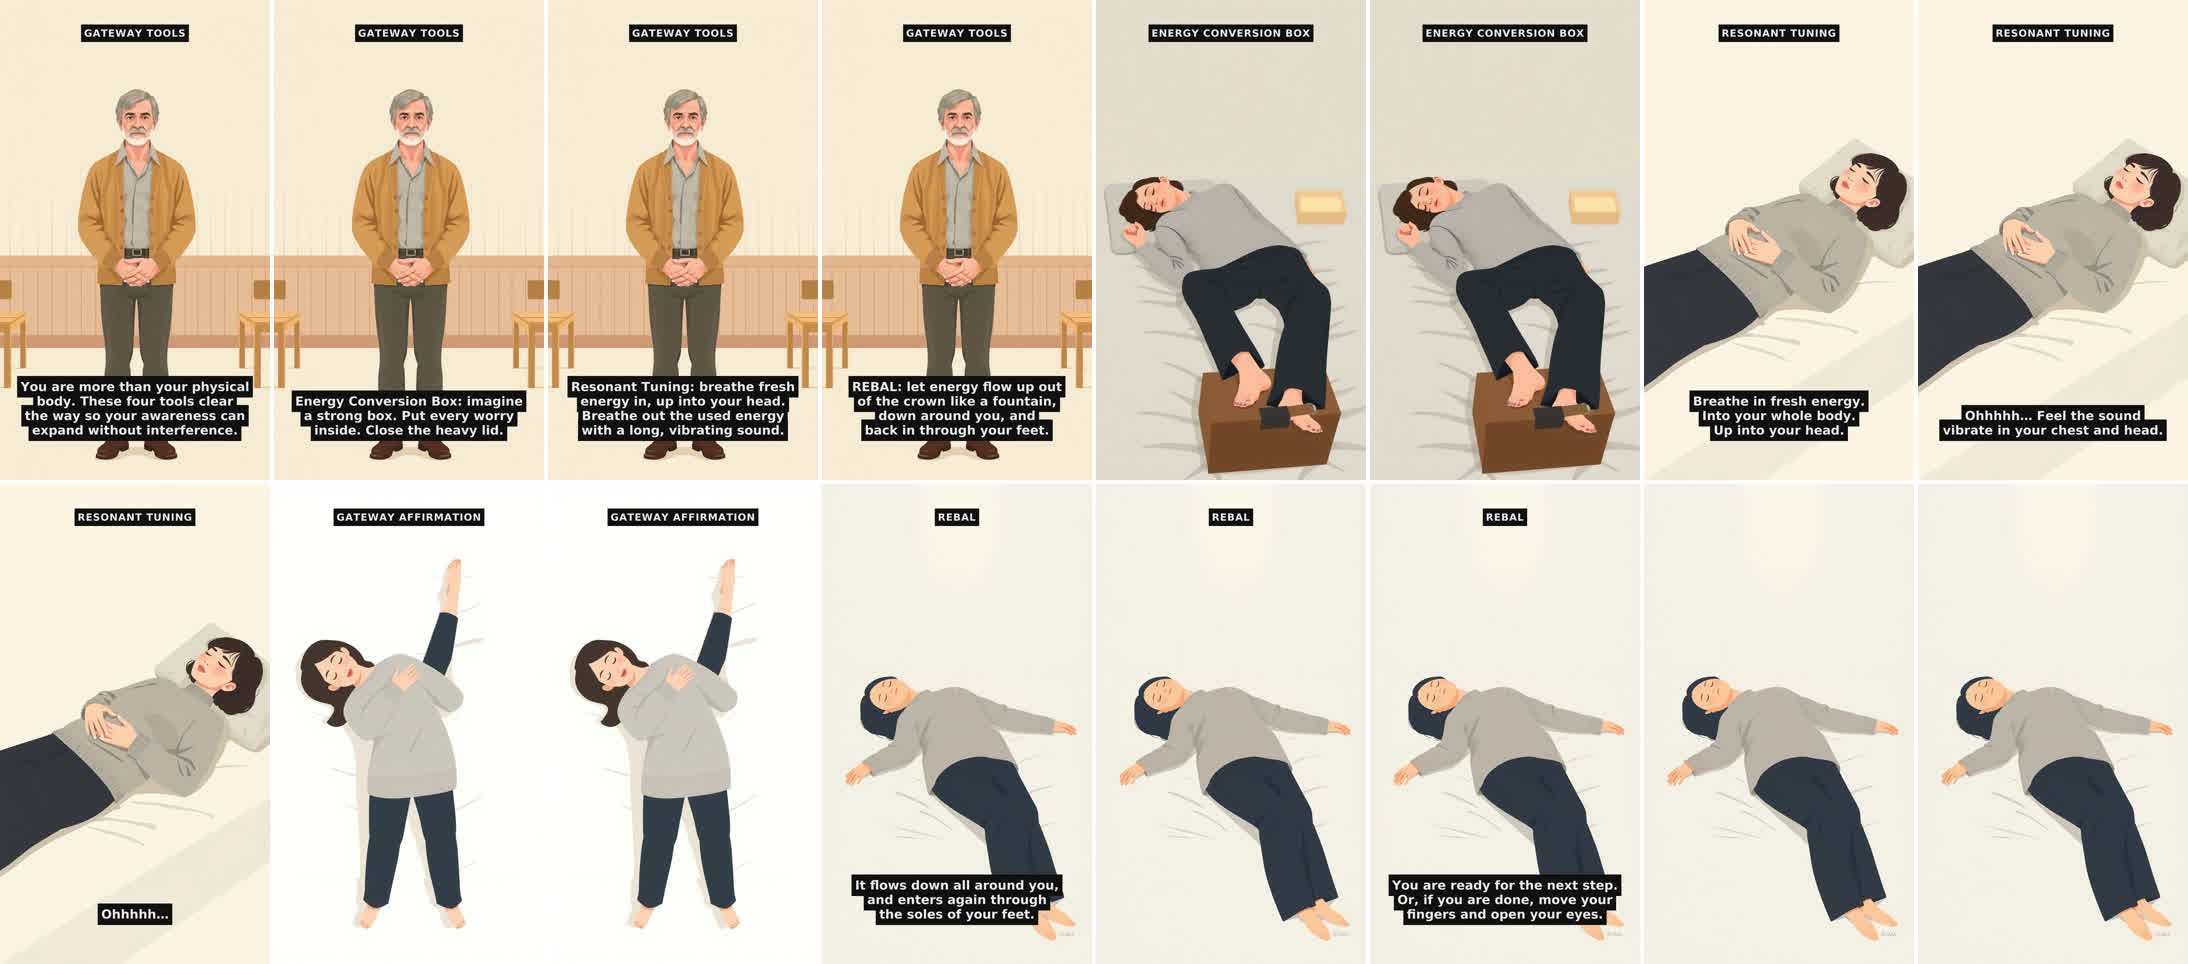 GATEWAY TOOLS
You are more than your physical
body. These four tools clear
the way so your awareness can
expand without interference.
GATEWAY TOOLS
Energy Conversion Box: imagine
a strong box. Put every worry
inside. Close the heavy lid.
GATEWAY TOOLS
Resonant Tuning: breathe fresh
energy in, up into your head.
Breathe out the used energy
with a long, vibrating sound.
GATEWAY TOOLS
REBAL: let energy flow up out
of the crown like a fountain,
down around you, and
back in through your feet.
ENERGY CONVERSION BOX
ENERGY CONVERSION BOX
RESONANT TUNING
Breathe in fresh energy.
Into your whole body.
Up into your head.
RESONANT TUNING
Ohhhhh... Feel the sound
vibrate in your chest and head.
RESONANT TUNING
Ohhhhh...
GATEWAY AFFIRMATION
GATEWAY AFFIRMATION
REBAL
It flows down all around you,
and enters again through
the soles of your feet.
REBAL
REBAL
You are ready for the next step.
Or, if you are done, move your
fingers and open your eyes.